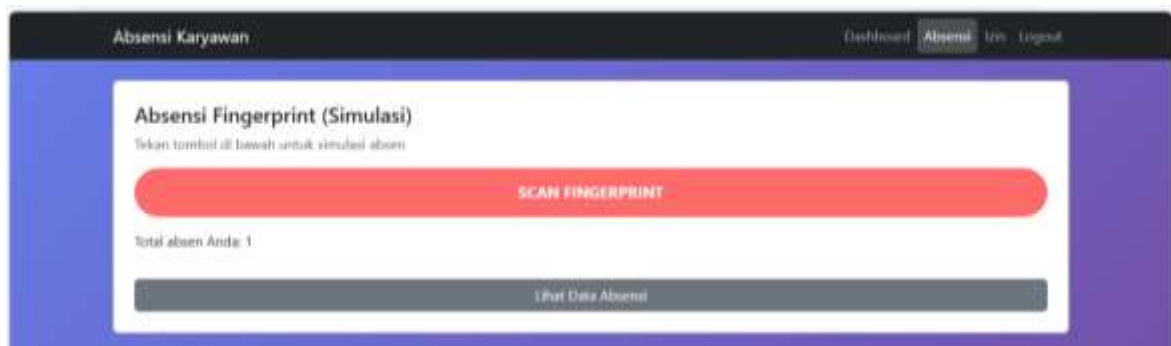 Absensi Karyawan
Dashboard Absensi Izin Logout
Absensi Fingerprint (Simulasi)
Tekan tombol di bawah untuk simulasi absen
SCAN FINGERPRINT
Total absen Anda: 1
Lihat Data Absensi